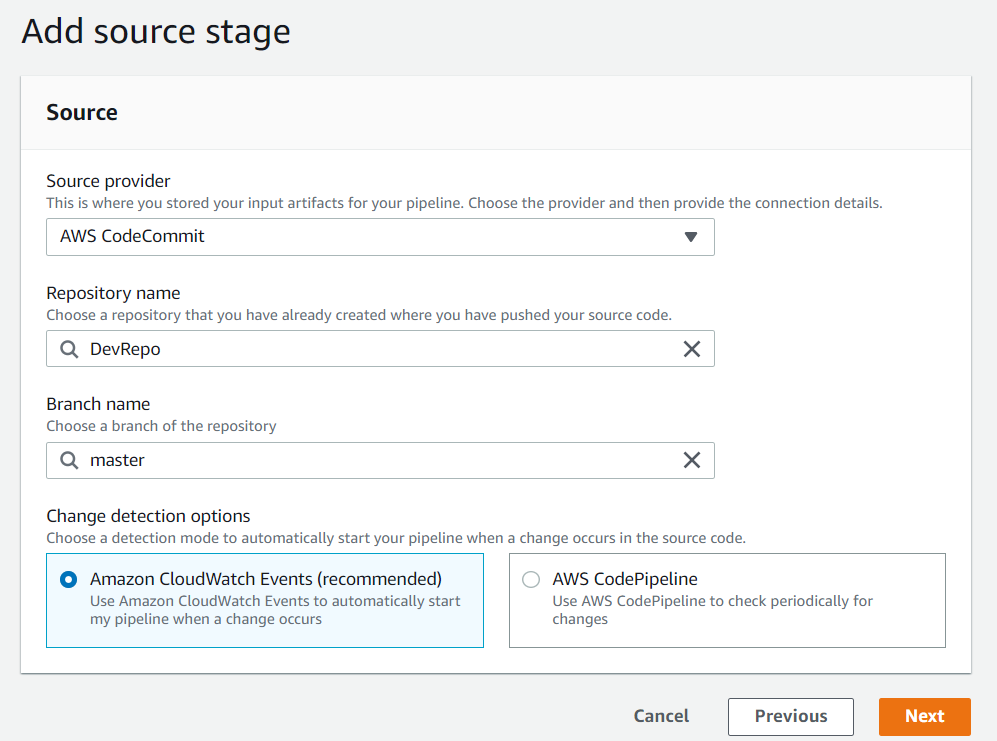 Add source stage
Source
Source provider
This is where you stored your input artifacts for your pipeline. Choose the provider and then provide the connection details.
AWS CodeCommit
Repository name
Choose a repository that you have already created where you have pushed your source code.
DevRepo
Branch name
Choose a branch of the repository
master
Change detection options
Choose a detection mode to automatically start your pipeline when a change occurs in the source code.
Amazon CloudWatch Events (recommended)
Use Amazon CloudWatch Events to automatically start
my pipeline when a change occurs
AWS CodePipeline
Use AWS CodePipeline to check periodically for
changes
Cancel
Previous
Next